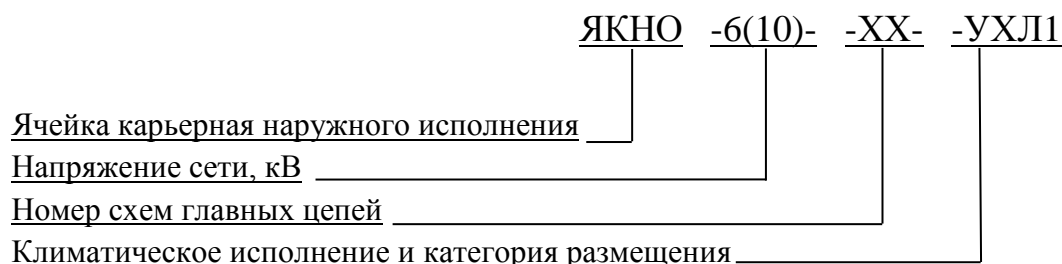 ЯКНО -6(10)- -ХХ- -УХЛ1
Ячейка карьерная наружного исполнения
Напряжение сети, кВ
Номер схем главных цепей
Климатическое исполнение и категория размещения